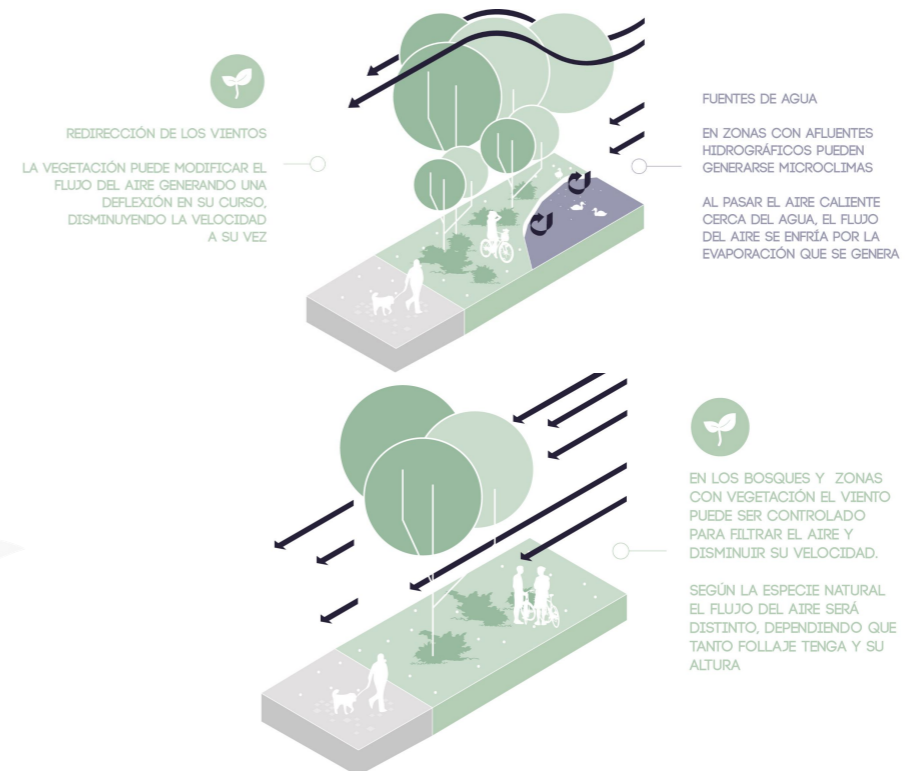 REDIRECCIÓN DE LOS VIENTOS
LA VEGETACIÓN PUEDE MODIFICAR EL
FLUJO DEL AIRE GENERANDO UNA
DEFLEXIÓN EN SU CURSO,
DISMINUYENDO LA VELOCIDAD
A SU VEZ
FUENTES DE AGUA
EN ZONAS CON AFLUENTES
HIDROGRÁFICOS PUEDEN
GENERARSE MICROCLIMAS
AL PASAR EL AIRE CALIENTE
CERCA DEL AGUA, EL FLUJO
DEL AIRE SE ENFRÍA POR LA
EVAPORACIÓN QUE SE GENERA
EN LOS BOSQUES Y ZONAS
CON VEGETACIÓN EL VIENTO
PUEDE SER CONTROLADO
PARA FILTRAR EL AIRE Y
DISMINUIR SU VELOCIDAD.
SEGÚN LA ESPECIE NATURAL
EL FLUJO DEL AIRE SERÁ
DISTINTO, DEPENDIENDO QUE
TANTO FOLLAJE TENGA Y SU
ALTURA